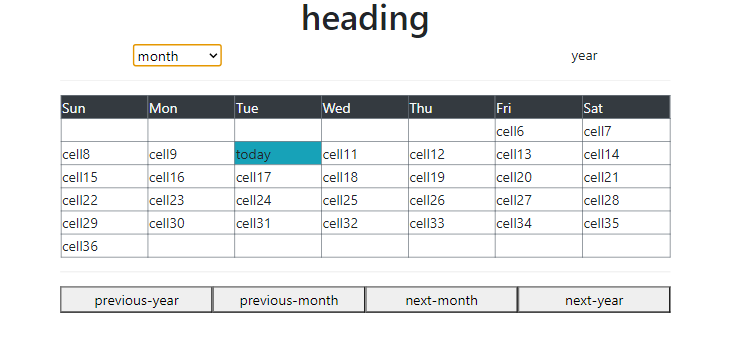 heading
month year
Sun Mon Tue Wed Thu Fri Sat
cell6 cell7
cell8 cell9 today cell11 cell12 cell13 cell14
cell15 cell16 cell17 cell18 cell19 cell20 cell21
cell22 cell23 cell24 cell25 cell26 cell27 cell28
cell29 cell30 cell31 cell32 cell33 cell34 cell35
cell36
previous-year previous-month next-month next-year